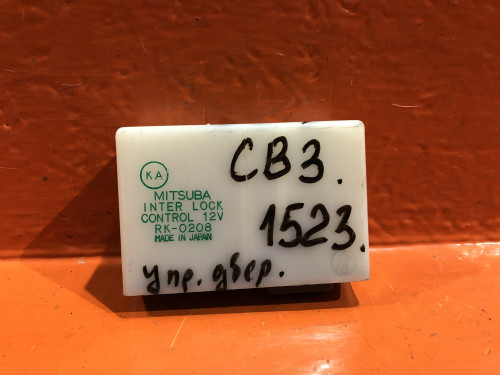 CB3.
KA
MITSUBA
INTER LOCK
CONTROL 12V
RK-0208
MADE IN JAPAN
1523.
упр. двер.